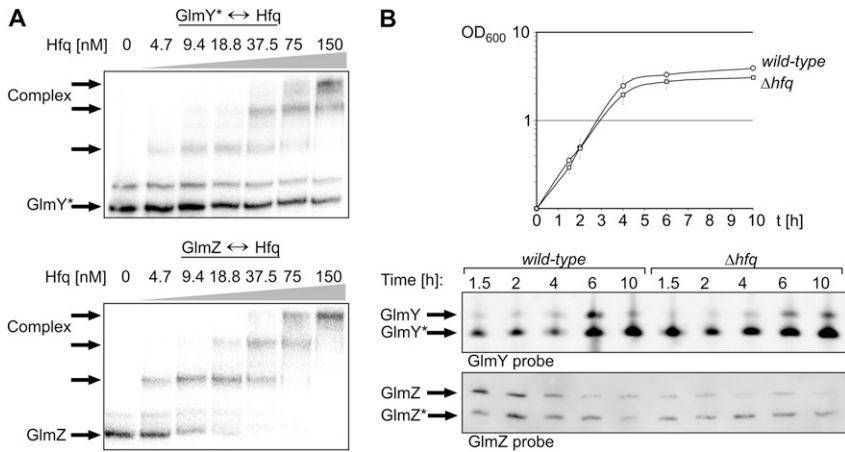 A
GlmY* ↔ Hfq
Hfq [nM] 0 4.7 9.4 18.8 37.5 75 150
Complex
GlmY*
GlmZ ↔ Hfq
Hfq [nM] 0 4.7 9.4 18.8 37.5 75 150
Complex
GlmZ
B
OD600
10
1
0 1 2 3 4 5 6 7 8 9 10 t [h]
wild-type
Δhfq
wild-type Δhfq
Time [h]: 1.5 2 4 6 10 1.5 2 4 6 10
GlmY
GlmY*
GlmY probe
GlmZ
GlmZ*
GlmZ probe